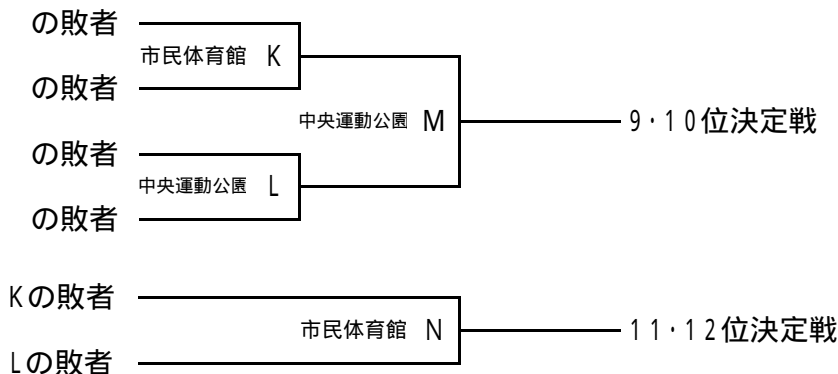 の敗者
市民体育館 K
の敗者
中央運動公園 M
9・10位決定戦
の敗者
中央運動公園 L
の敗者
Kの敗者
市民体育館 N
11・12位決定戦
Lの敗者